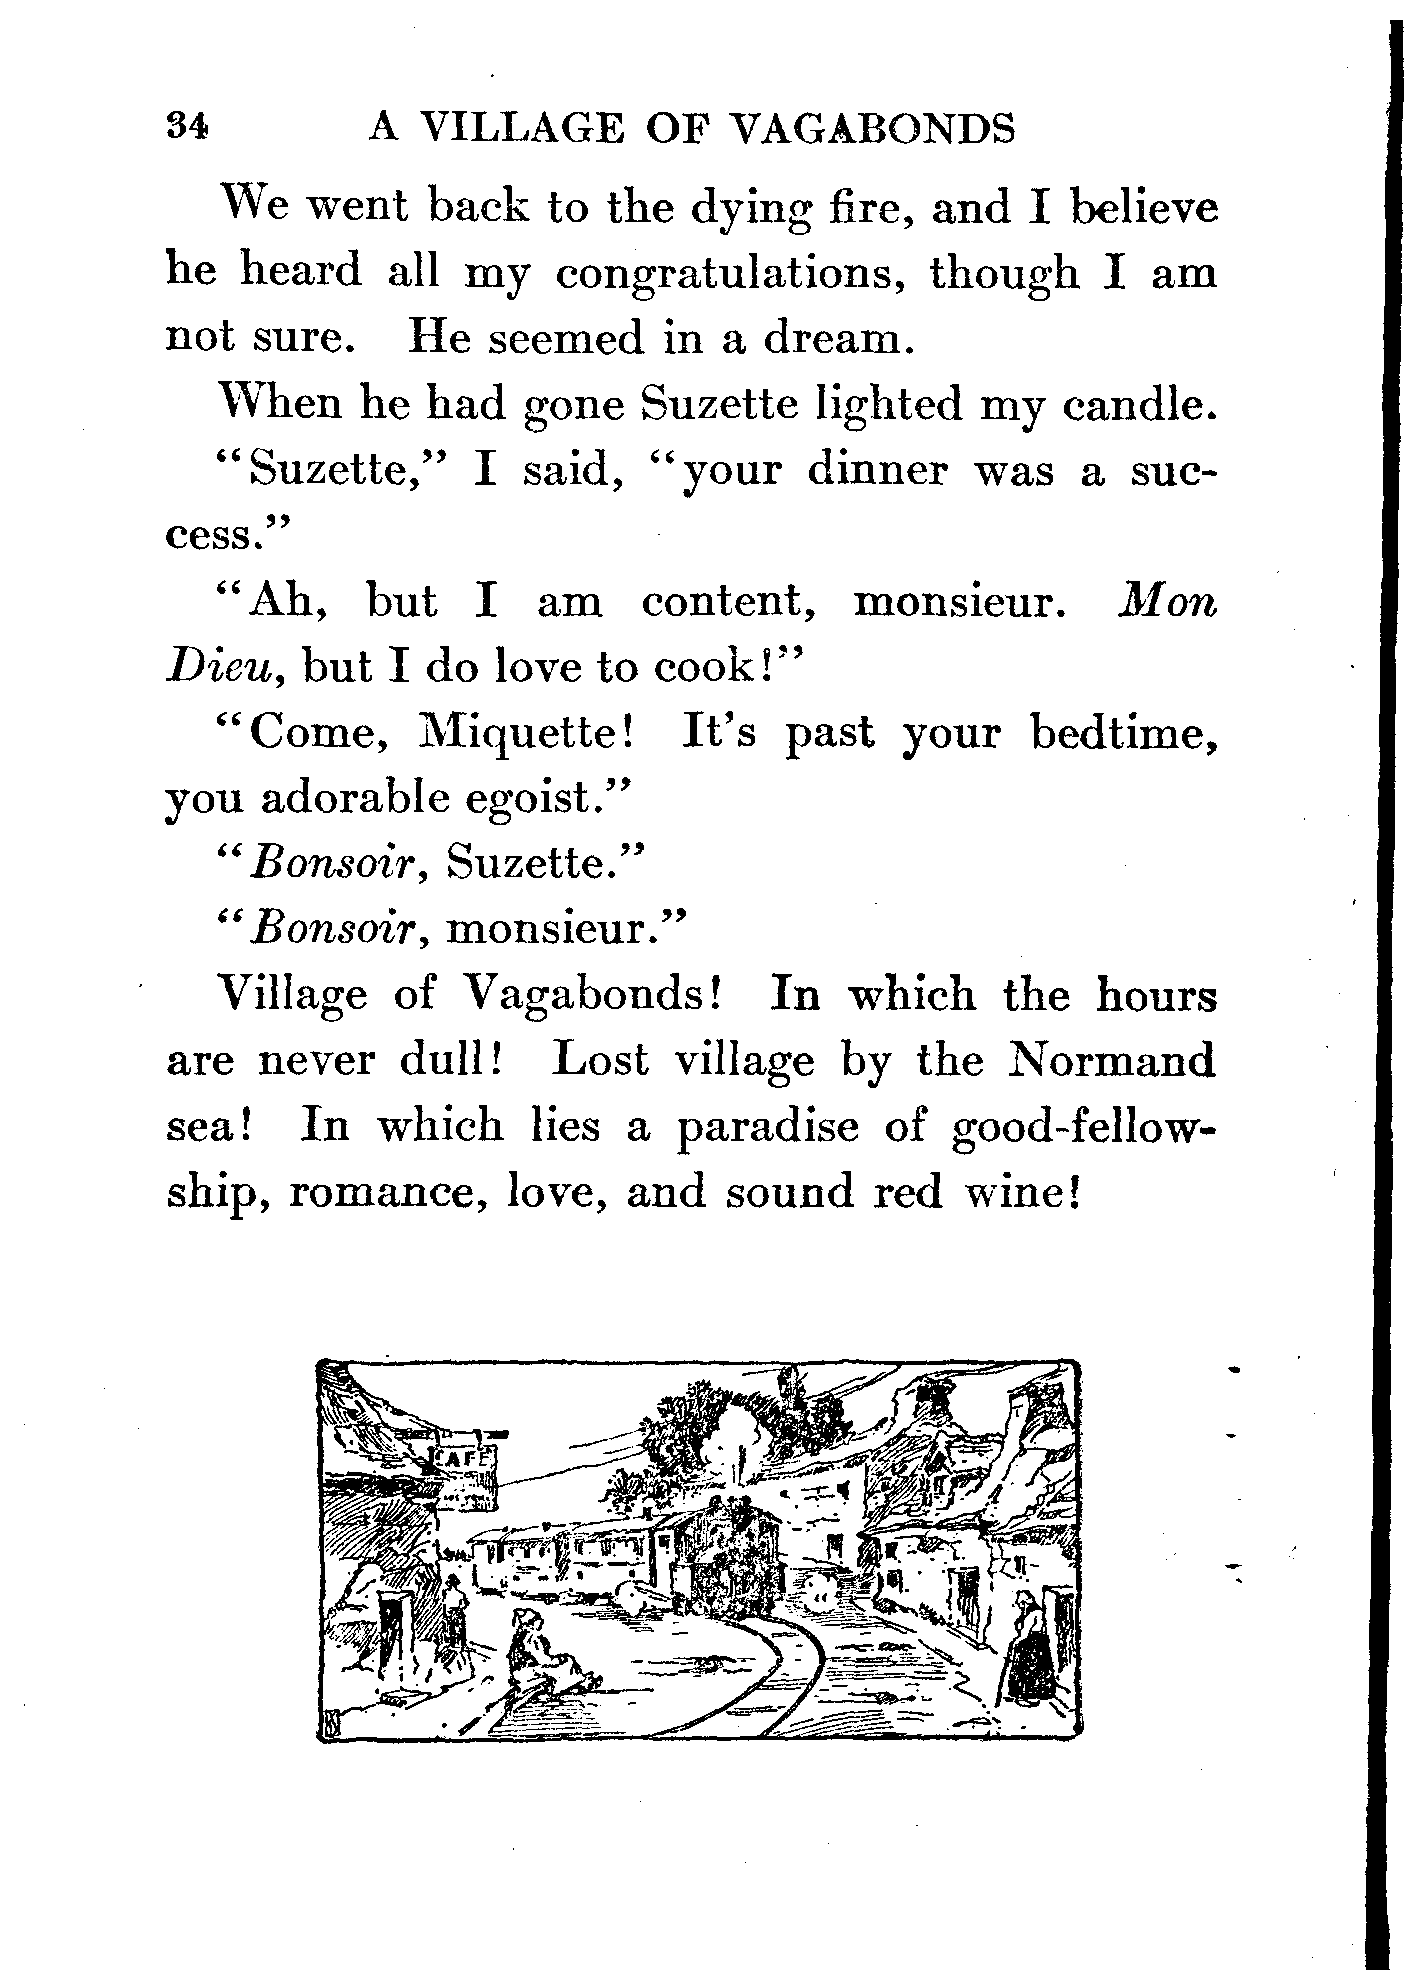 34 A VILLAGE OF VAGABONDS
We went back to the dying fire, and I believe
he heard all my congratulations, though I am
not sure. He seemed in a dream.
When he had gone Suzette lighted my candle.
“Suzette,” I said, “your dinner was a suc-
cess.”
“Ah, but I am content, monsieur. Mon
Dieu, but I do love to cook!”
“Come, Miquette! It’s past your bedtime,
you adorable egoist.”
“Bonsoir, Suzette.”
“Bonsoir, monsieur.”
Village of Vagabonds! In which the hours
are never dull! Lost village by the Normand
sea! In which lies a paradise of good-fellow-
ship, romance, love, and sound red wine!
CAFE